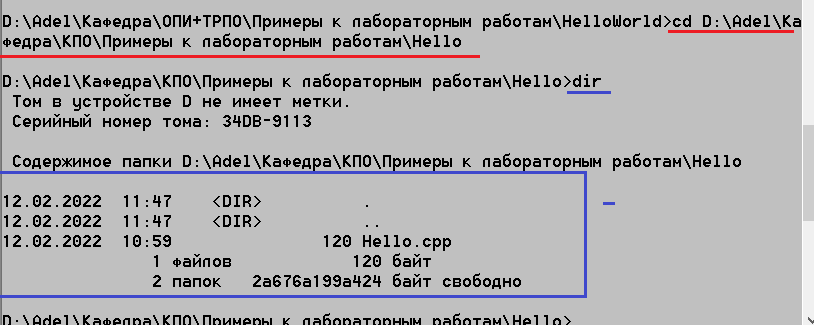 D:\Adel\Кафедра\ОПИ+ТРПО\Примеры к лабораторным работам\HelloWorld>cd D:\Adel\Ка
федра\КПО\Примеры к лабораторным работам\Hello
D:\Adel\Кафедра\КПО\Примеры к лабораторным работам\Hello>dir
Том в устройстве D не имеет метки.
Серийный номер тома: 34DB-9113
Содержимое папки D:\Adel\Кафедра\КПО\Примеры к лабораторным работам\Hello
12.02.2022  11:47    <DIR>          .
12.02.2022  11:47    <DIR>          ..
12.02.2022  10:59               120 Hello.cpp
1 файлов            120 байт
2 папок   2а676а199а424 байт свободно
D:\Adel\Кафедра\КПО\Примеры к лабораторным работам\Hello>